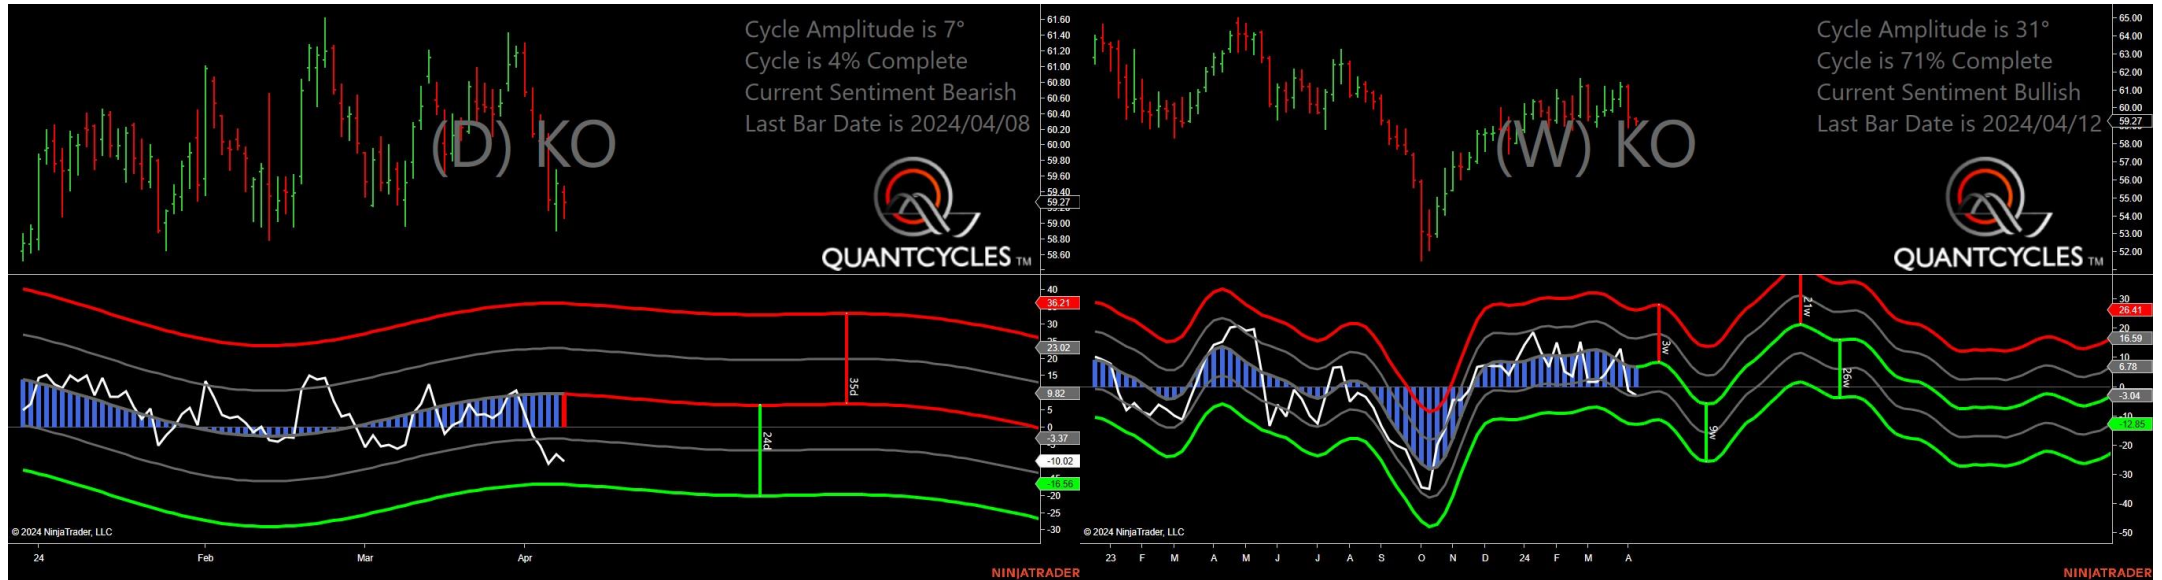 Cycle Amplitude is 7°
Cycle is 4% Complete
Current Sentiment Bearish
Last Bar Date is 2024/04/08
(D) KO
QUANTCYCLES TM
61.60
61.40
61.20
61.00
60.80
60.60
60.40
60.20
60.00
59.80
59.60
59.40
59.27
59.00
58.80
58.60
40
36.21
30
23.02
20
15
9.82
5
0
-3.37
-10.02
-16.56
-20
-25
-30
35d
24d
© 2024 NinjaTrader, LLC
24 Feb Mar Apr
NINJATRADER
Cycle Amplitude is 31°
Cycle is 71% Complete
Current Sentiment Bullish
Last Bar Date is 2024/04/12
(W) KO
QUANTCYCLES TM
65.00
64.00
63.00
62.00
61.00
60.00
59.27
58.00
57.00
56.00
55.00
54.00
53.00
52.00
30
26.41
20
16.59
10
6.78
0
-3.04
-10
-12.85
-20
-30
-40
-50
3w
9w
21w
26w
© 2024 NinjaTrader, LLC
23 F M A M J J A S O N D 24 F M A
NINJATRADER